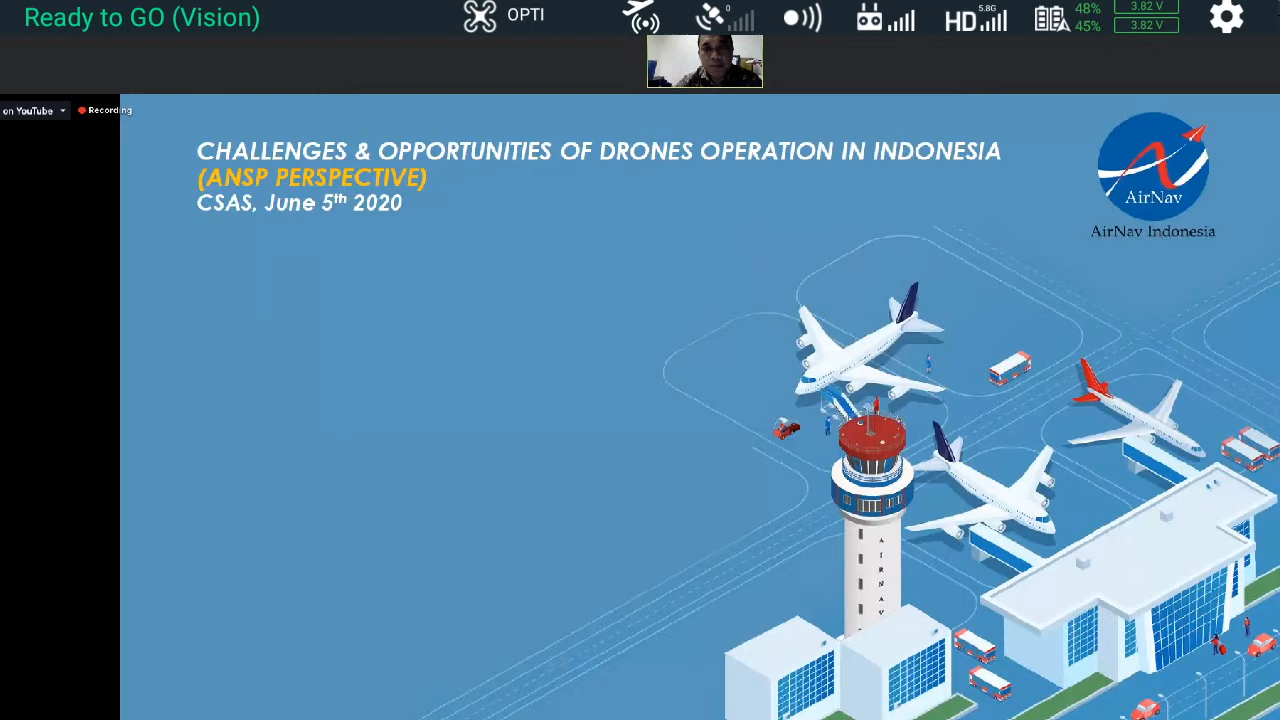 Ready to GO (Vision)
OPTI
0
5.8G
HD
48%
45%
3.82 V
3.82 V
on YouTube
Recording
CHALLENGES & OPPORTUNITIES OF DRONES OPERATION IN INDONESIA
(ANSP PERSPECTIVE)
CSAS, June 5th 2020
AirNav
AirNav Indonesia
AIRNAV